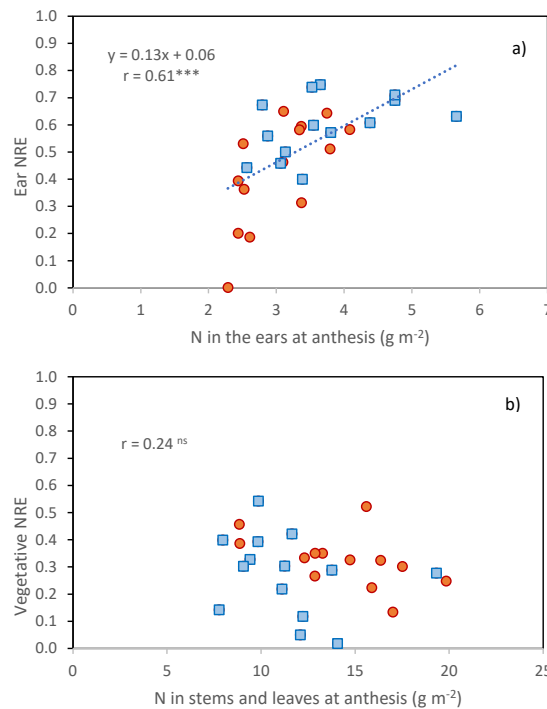 a)
y = 0.13x + 0.06
r = 0.61***
Ear NRE
1.0
0.9
0.8
0.7
0.6
0.5
0.4
0.3
0.2
0.1
0.0
0 1 2 3 4 5 6 7
N in the ears at anthesis (g m⁻²)
b)
r = 0.24 ns
Vegetative NRE
1.0
0.9
0.8
0.7
0.6
0.5
0.4
0.3
0.2
0.1
0.0
0 5 10 15 20 25
N in stems and leaves at anthesis (g m⁻²)